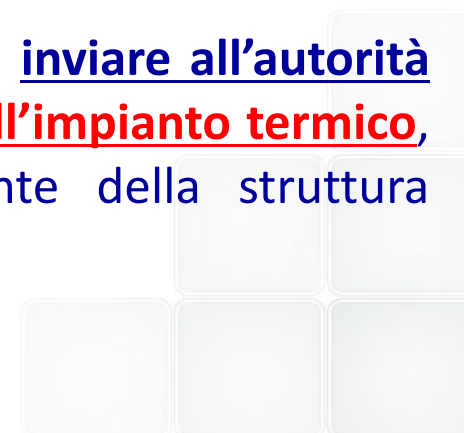 inviare all’autorità
ll’impianto termico,
nte della struttura